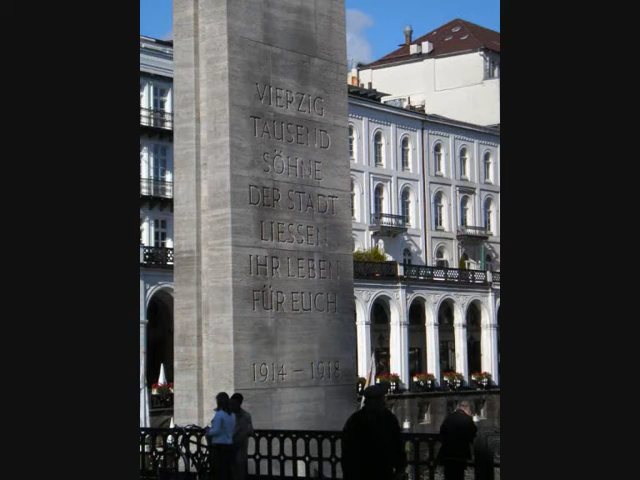 VIERZIG
TAUSEND
SÖHNE
DER STADT
LIESSEN
IHR LEBEN
FÜR EUCH
1914 – 1918